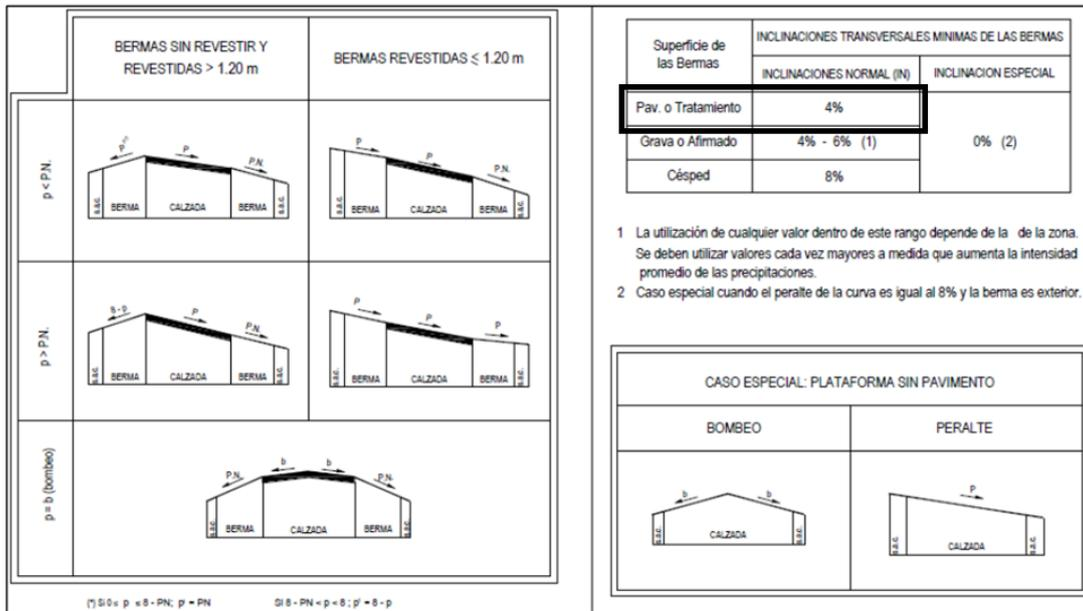 BERMAS SIN REVESTIR Y
REVESTIDAS > 1.20 m
BERMAS REVESTIDAS ≤ 1.20 m
p < P.N.
P(*)
P
P.N.
s.a.c.
BERMA
CALZADA
BERMA
s.a.c.
P
P
P.N.
s.a.c.
BERMA
CALZADA
BERMA
s.a.c.
p > P.N.
8 - p
P
P.N.
s.a.c.
BERMA
CALZADA
BERMA
s.a.c.
P
P
P
s.a.c.
BERMA
CALZADA
BERMA
s.a.c.
p = b (bombeo)
P.N.
b
b
P.N.
s.a.c.
BERMA
CALZADA
BERMA
s.a.c.
(*) Si 0 ≤ p ≤ 8 - PN; p' = PN
Si 8 - PN < p < 8 ; p' = 8 - p
Superficie de
las Bermas
INCLINACIONES TRANSVERSALES MINIMAS DE LAS BERMAS
INCLINACIONES NORMAL (IN)
INCLINACION ESPECIAL
Pav. o Tratamiento
4%
Grava o Afirmado
4% - 6% (1)
0% (2)
Césped
8%
1 La utilización de cualquier valor dentro de este rango depende de la de la zona.
Se deben utilizar valores cada vez mayores a medida que aumenta la intensidad
promedio de las precipitaciones.
2 Caso especial cuando el peralte de la curva es igual al 8% y la berma es exterior.
CASO ESPECIAL: PLATAFORMA SIN PAVIMENTO
BOMBEO
PERALTE
b
b
s.a.c.
CALZADA
s.a.c.
P
s.a.c.
CALZADA
s.a.c.